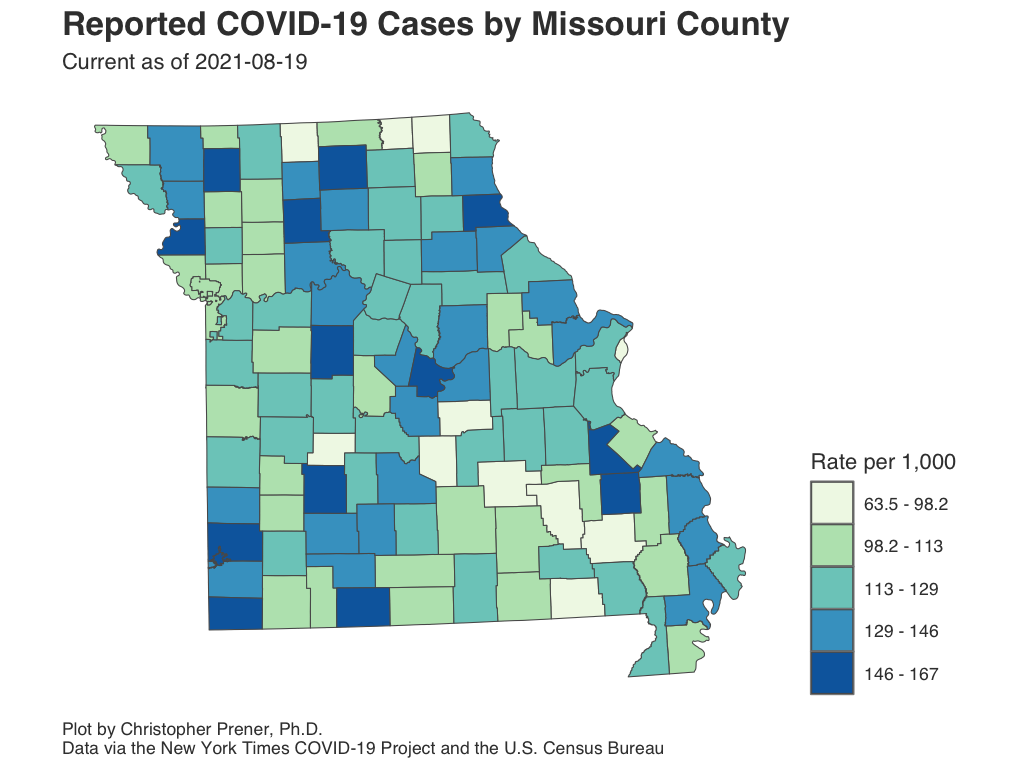 Reported COVID-19 Cases by Missouri County
Current as of 2021-08-19
Rate per 1,000
63.5 - 98.2
98.2 - 113
113 - 129
129 - 146
146 - 167
Plot by Christopher Prener, Ph.D.
Data via the New York Times COVID-19 Project and the U.S. Census Bureau